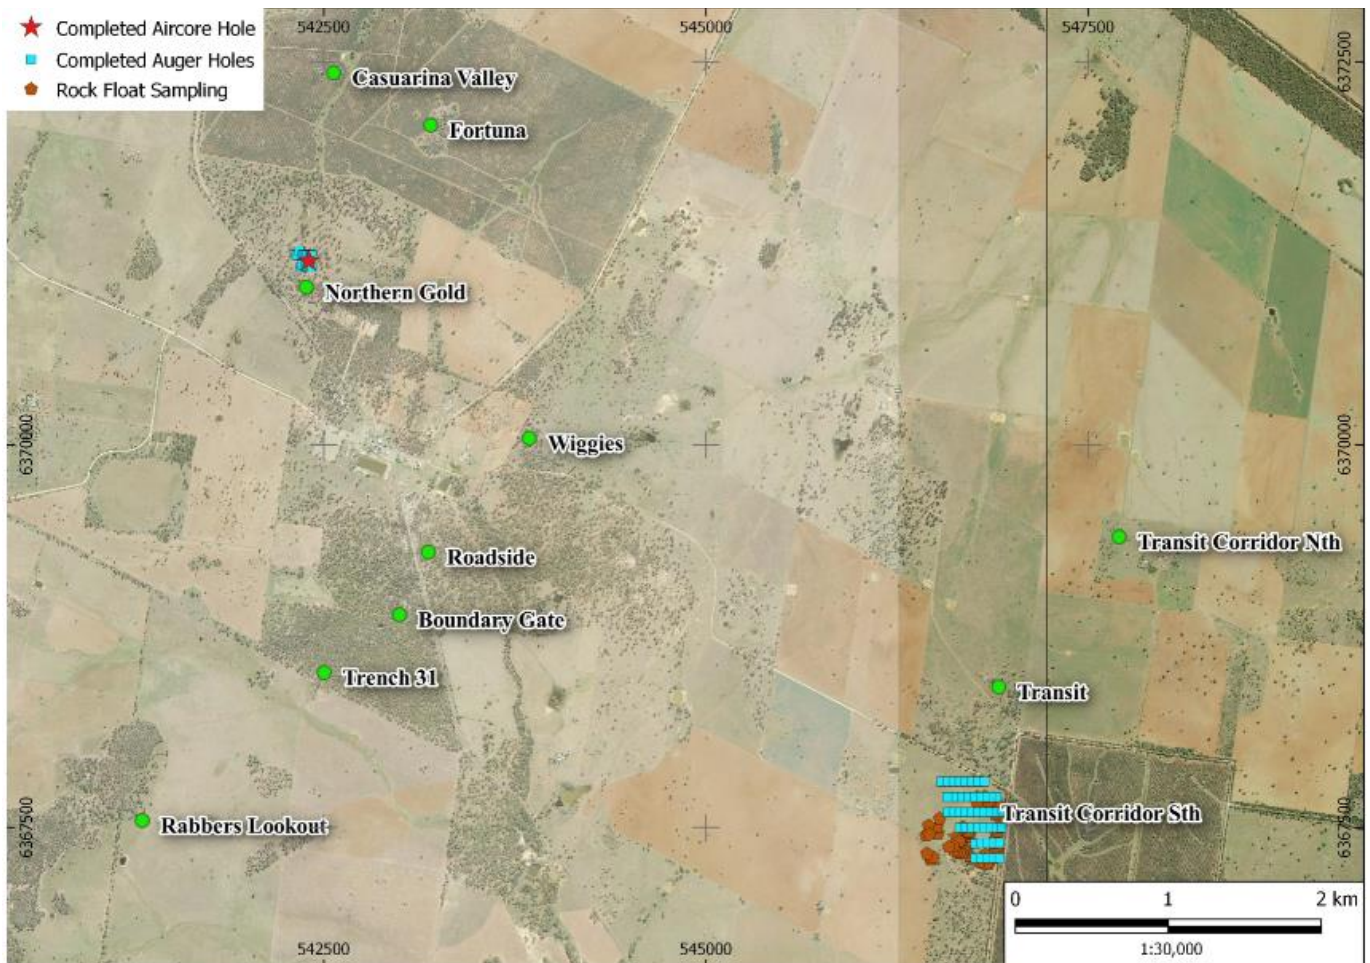 Completed Aircore Hole
Completed Auger Holes
Rock Float Sampling
542500
545000
547500
6372500
Casuarina Valley
Fortuna
Northern Gold
6370000
6370000
Wiggies
Transit Corridor Nth
Roadside
Boundary Gate
Trench 31
Transit
6367500
6367500
Rabbers Lookout
Transit Corridor Sth
542500
545000
0 1 2 km
1:30,000